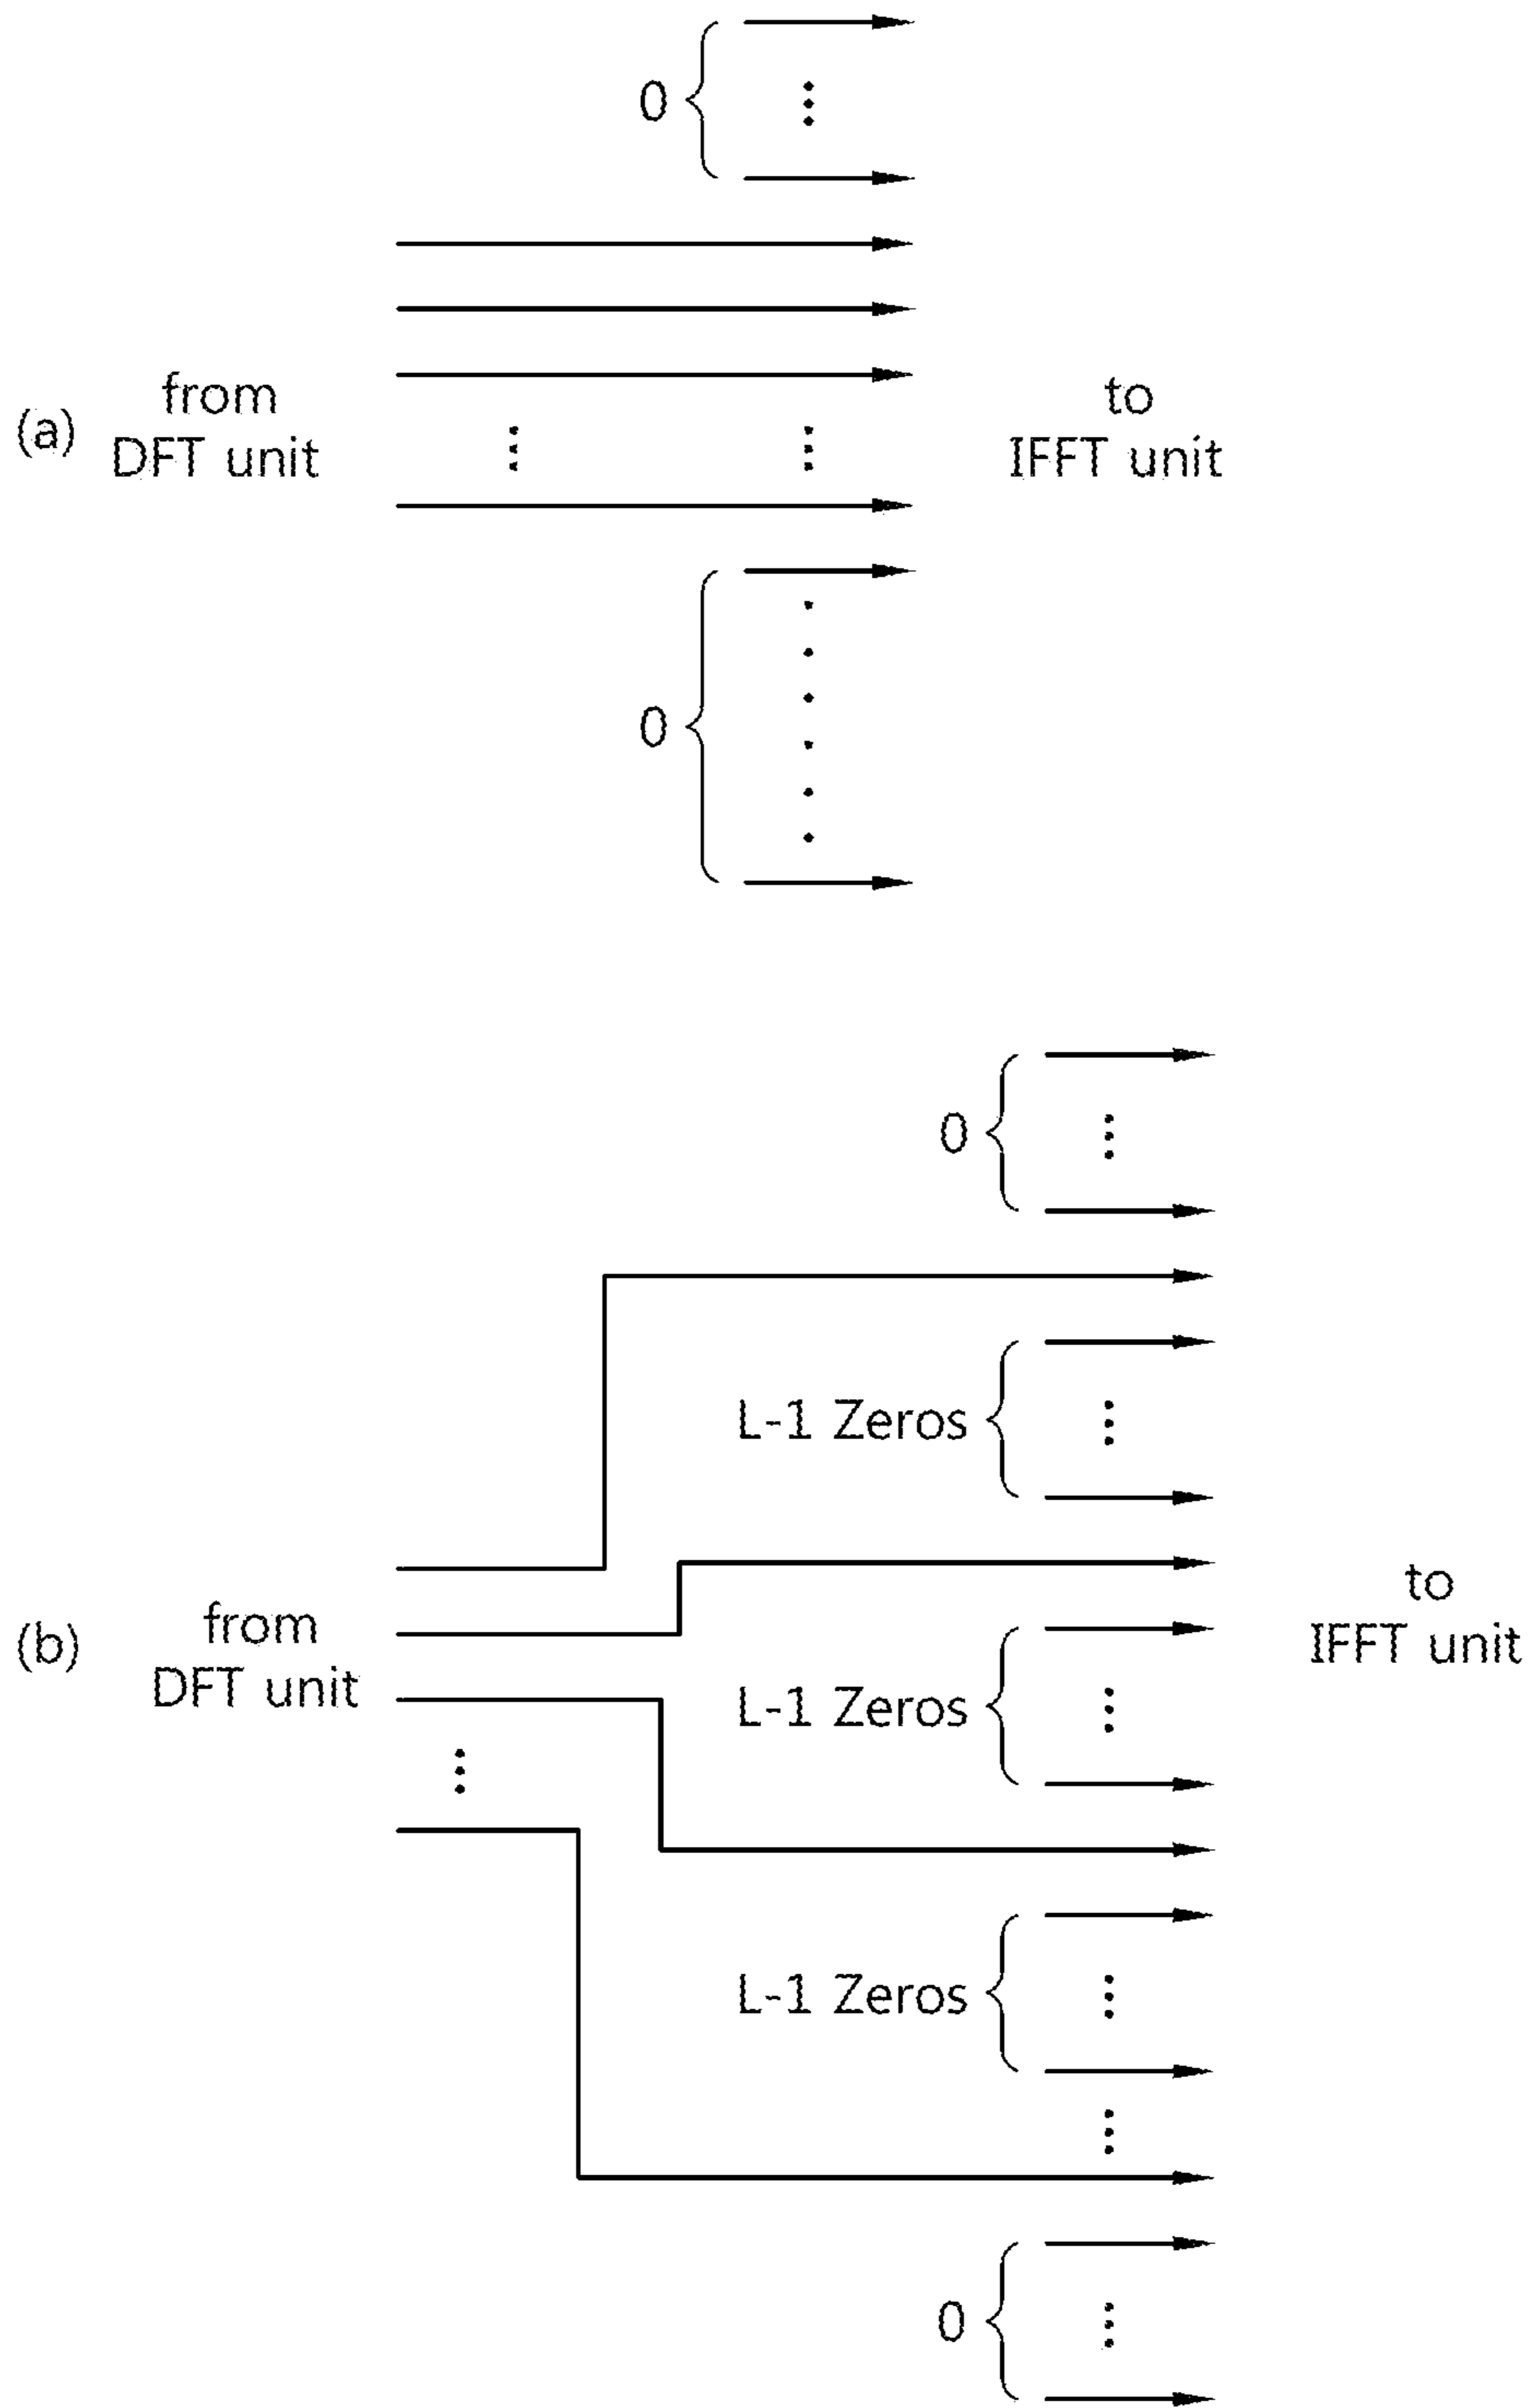 0
(a)
from
DFT unit
to
IFFT unit
0
0
L-1 Zeros
(b)
from
DFT unit
to
IFFT unit
L-1 Zeros
L-1 Zeros
0